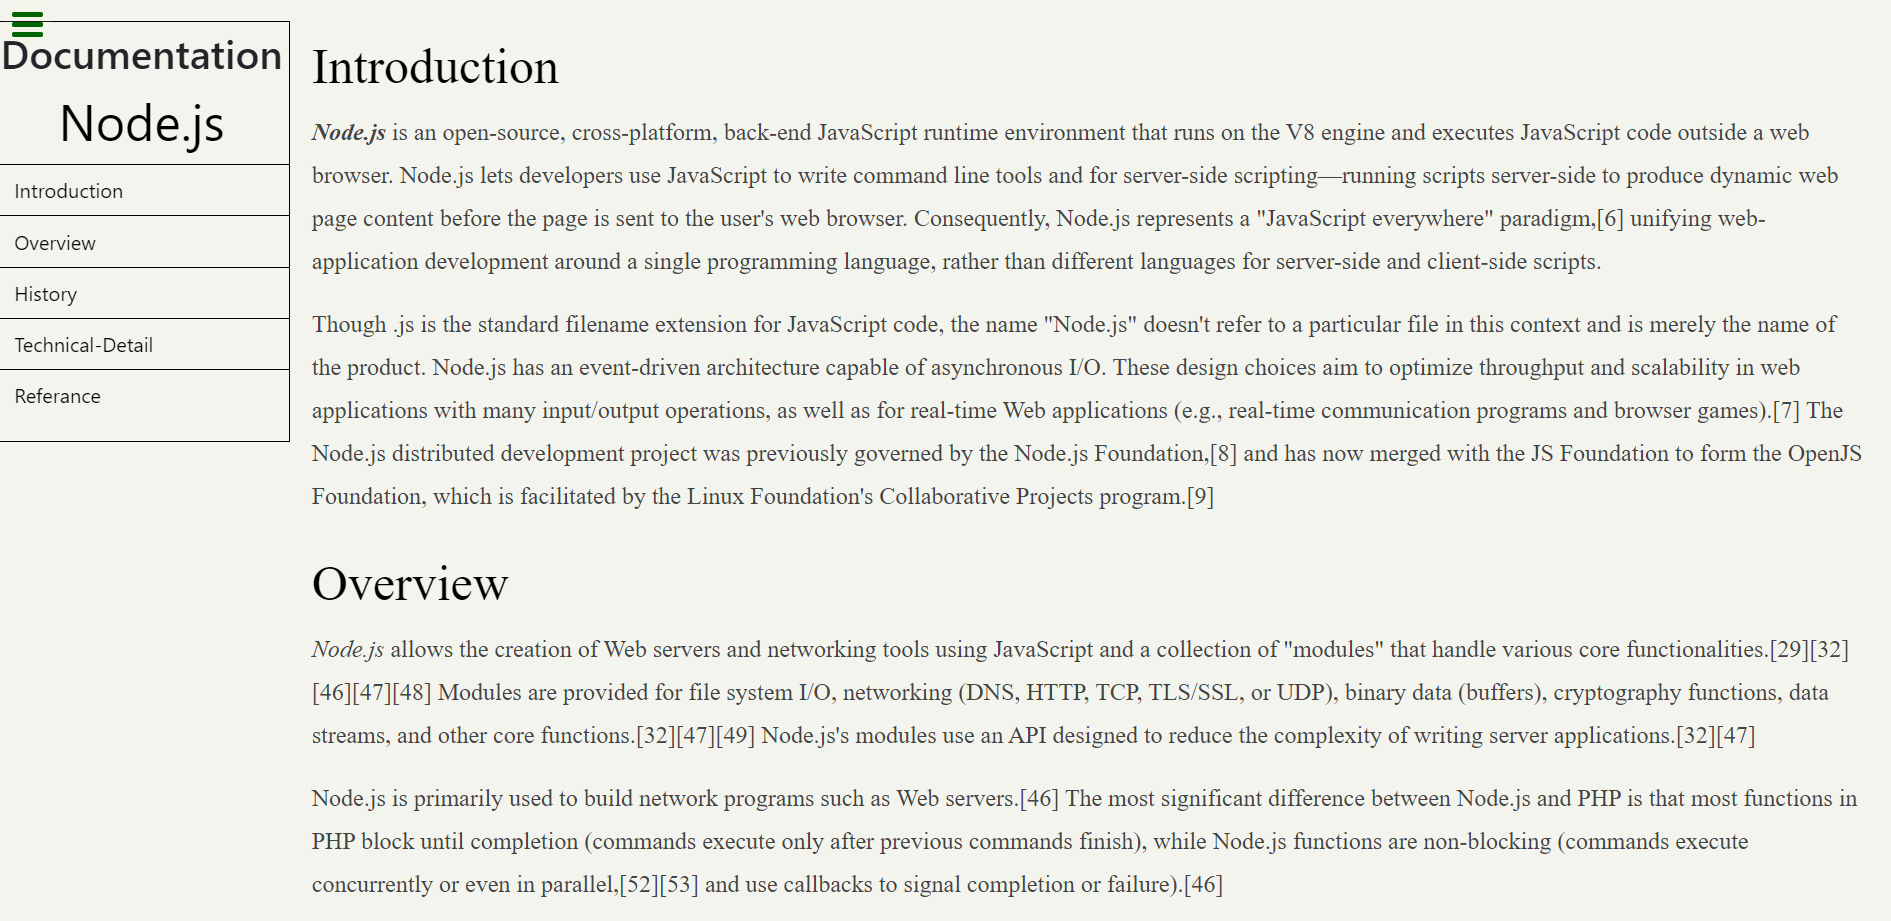 Documentation
Node.js
Introduction
Overview
History
Technical-Detail
Referance
Introduction
Node.js is an open-source, cross-platform, back-end JavaScript runtime environment that runs on the V8 engine and executes JavaScript code outside a web
browser. Node.js lets developers use JavaScript to write command line tools and for server-side scripting—running scripts server-side to produce dynamic web
page content before the page is sent to the user's web browser. Consequently, Node.js represents a "JavaScript everywhere" paradigm,[6] unifying web-
application development around a single programming language, rather than different languages for server-side and client-side scripts.
Though .js is the standard filename extension for JavaScript code, the name "Node.js" doesn't refer to a particular file in this context and is merely the name of
the product. Node.js has an event-driven architecture capable of asynchronous I/O. These design choices aim to optimize throughput and scalability in web
applications with many input/output operations, as well as for real-time Web applications (e.g., real-time communication programs and browser games).[7] The
Node.js distributed development project was previously governed by the Node.js Foundation,[8] and has now merged with the JS Foundation to form the OpenJS
Foundation, which is facilitated by the Linux Foundation's Collaborative Projects program.[9]
Overview
Node.js allows the creation of Web servers and networking tools using JavaScript and a collection of "modules" that handle various core functionalities.[29][32]
[46][47][48] Modules are provided for file system I/O, networking (DNS, HTTP, TCP, TLS/SSL, or UDP), binary data (buffers), cryptography functions, data
streams, and other core functions.[32][47][49] Node.js's modules use an API designed to reduce the complexity of writing server applications.[32][47]
Node.js is primarily used to build network programs such as Web servers.[46] The most significant difference between Node.js and PHP is that most functions in
PHP block until completion (commands execute only after previous commands finish), while Node.js functions are non-blocking (commands execute
concurrently or even in parallel,[52][53] and use callbacks to signal completion or failure).[46]